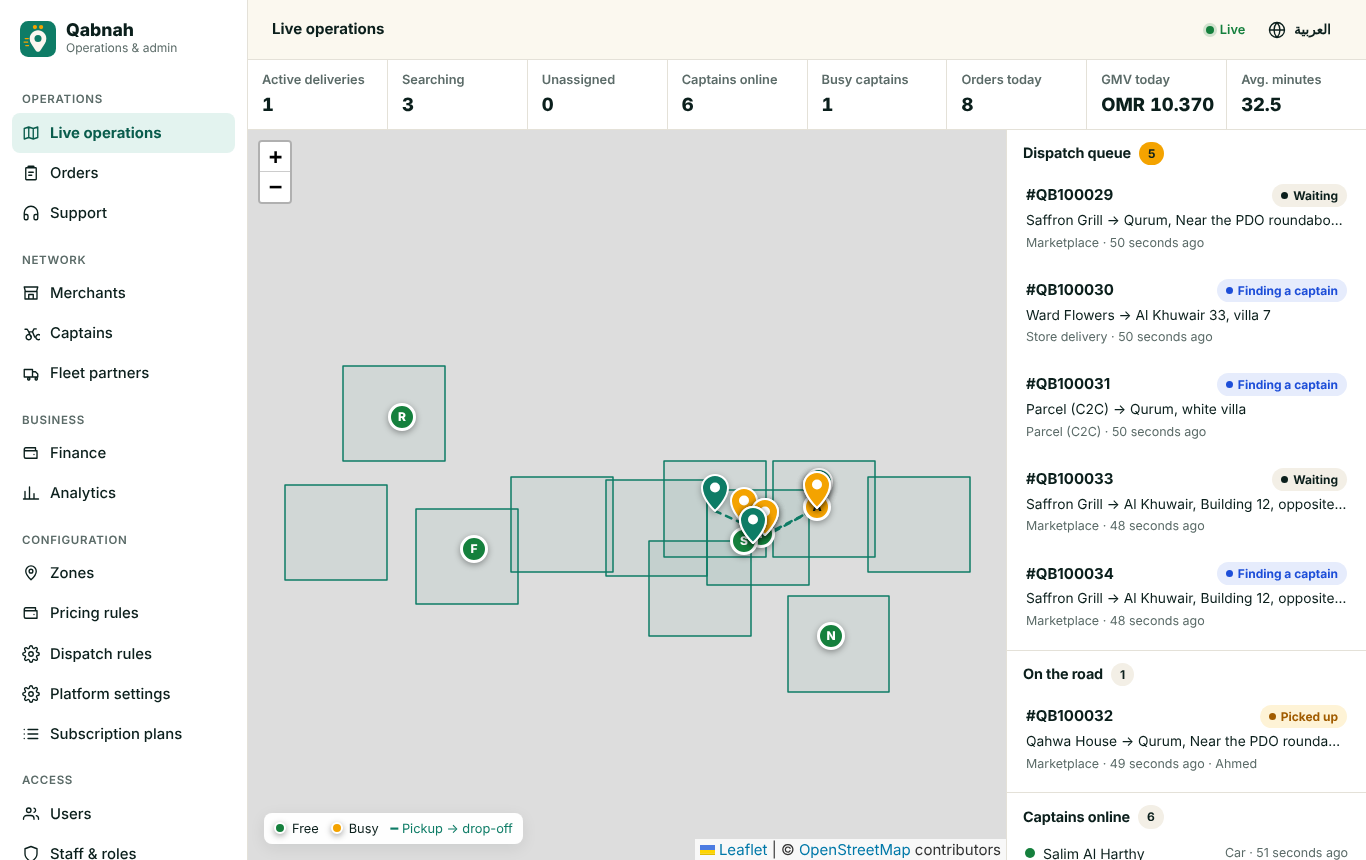 Qabnah
Operations & admin
OPERATIONS
Live operations
Orders
Support
NETWORK
Merchants
Captains
Fleet partners
BUSINESS
Finance
Analytics
CONFIGURATION
Zones
Pricing rules
Dispatch rules
Platform settings
Subscription plans
ACCESS
Users
Staff & roles
Live operations
Live
العربية
Active deliveries
1
Searching
3
Unassigned
0
Captains online
6
Busy captains
1
Orders today
8
GMV today
OMR 10.370
Avg. minutes
32.5
+
−
R
F
S
N
Free
Busy
Pickup → drop-off
Leaflet | © OpenStreetMap contributors
Dispatch queue 5
#QB100029 Waiting
Saffron Grill → Qurum, Near the PDO roundabo...
Marketplace · 50 seconds ago
#QB100030 Finding a captain
Ward Flowers → Al Khuwair 33, villa 7
Store delivery · 50 seconds ago
#QB100031 Finding a captain
Parcel (C2C) → Qurum, white villa
Parcel (C2C) · 50 seconds ago
#QB100033 Waiting
Saffron Grill → Al Khuwair, Building 12, opposite...
Marketplace · 48 seconds ago
#QB100034 Finding a captain
Saffron Grill → Al Khuwair, Building 12, opposite...
Marketplace · 48 seconds ago
On the road 1
#QB100032 Picked up
Qahwa House → Qurum, Near the PDO rounda...
Marketplace · 49 seconds ago · Ahmed
Captains online 6
Salim Al Harthy Car · 51 seconds ago